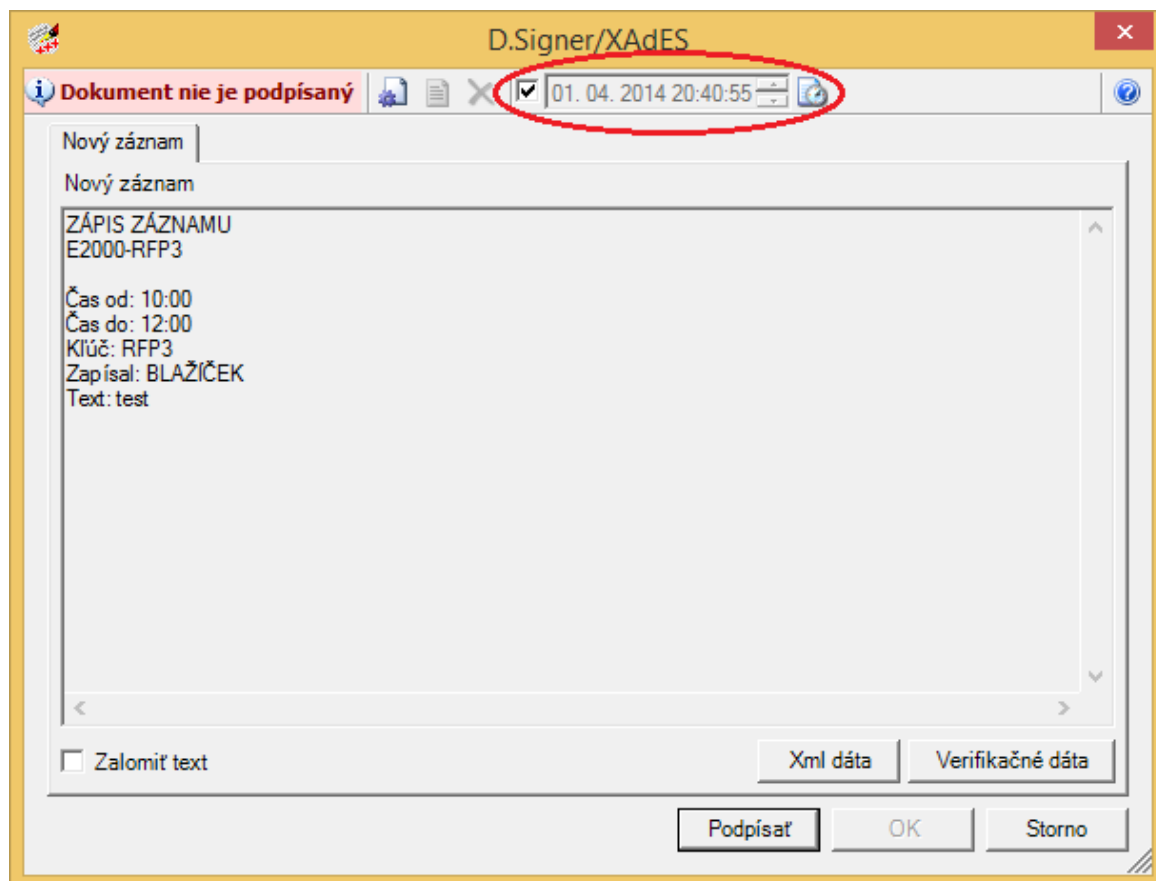 D.Signer/XAdES
Dokument nie je podpísaný 01. 04. 2014 20:40:55
Nový záznam
Nový záznam
ZÁPIS ZÁZNAMU
E2000-RFP3
Čas od: 10:00
Čas do: 12:00
Kľúč: RFP3
Zapísal: BLAŽÍČEK
Text: test
Zalomiť text
Xml dáta Verifikačné dáta
Podpísať OK Storno